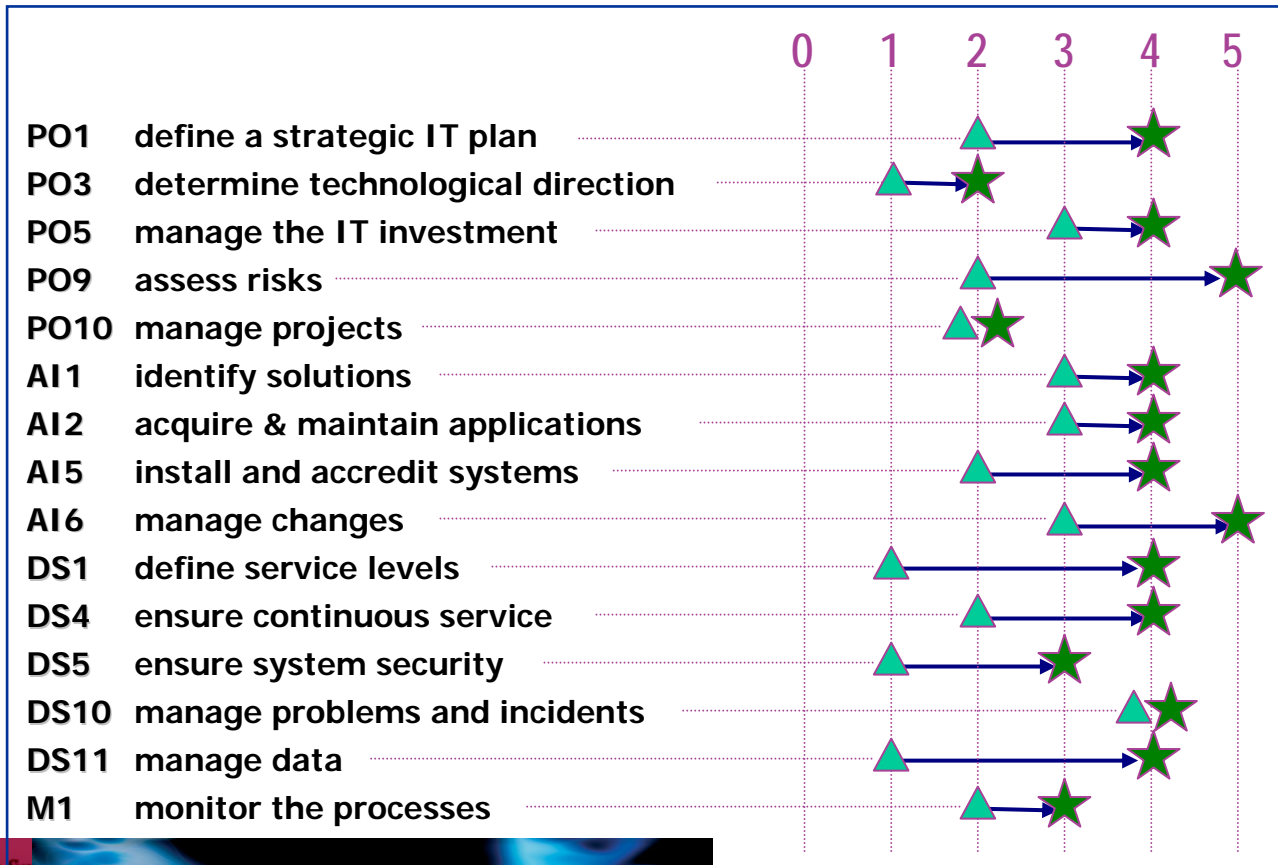 0 1 2 3 4 5
PO1 define a strategic IT plan
PO3 determine technological direction
PO5 manage the IT investment
PO9 assess risks
PO10 manage projects
AI1 identify solutions
AI2 acquire & maintain applications
AI5 install and accredit systems
AI6 manage changes
DS1 define service levels
DS4 ensure continuous service
DS5 ensure system security
DS10 manage problems and incidents
DS11 manage data
M1 monitor the processes